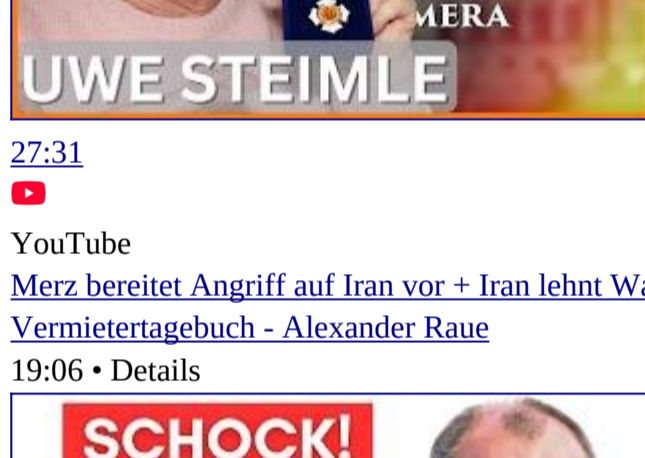 MERA
UWE STEIMLE
27:31
YouTube
Merz bereitet Angriff auf Iran vor + Iran lehnt
Vermietertagebuch - Alexander Raue
19:06 • Details
SCHOCK!